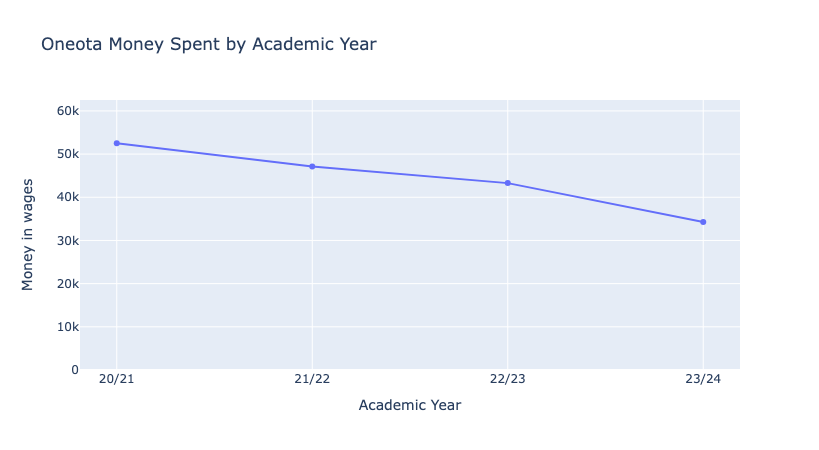 Oneota Money Spent by Academic Year
Money in wages
60k
50k
40k
30k
20k
10k
0
20/21 21/22 22/23 23/24
Academic Year